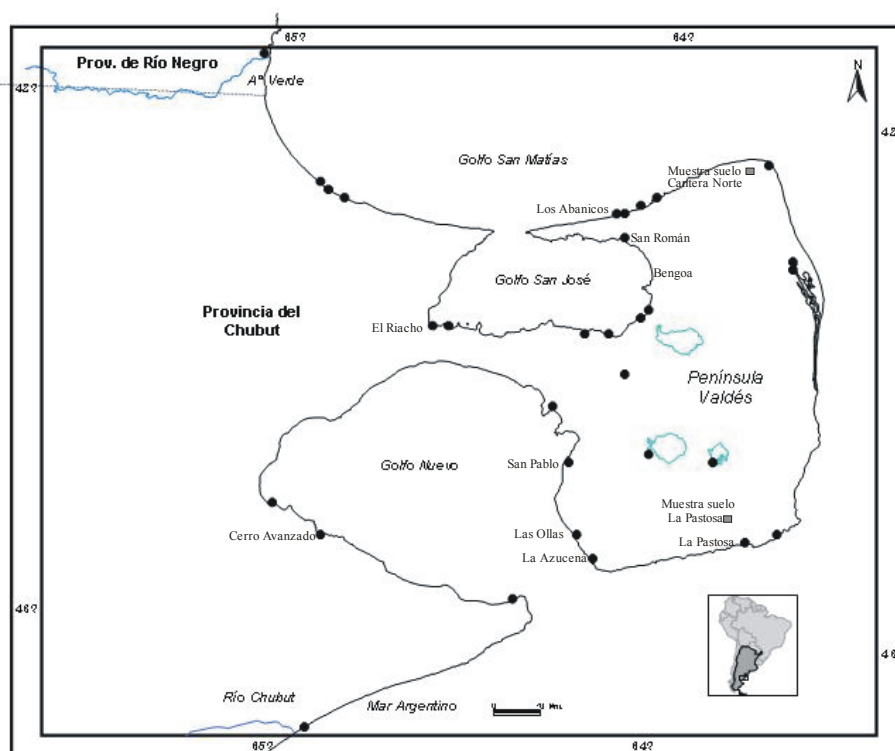 65?
64?
Prov. de Río Negro
Aº Verde
42?
42
N
Golfo San Matías
Muestra suelo
Cantera Norte
Los Abanicos
San Román
Bengoa
Golfo San José
Provincia del
Chubut
El Riacho
Península
Valdés
Golfo Nuevo
San Pablo
Muestra suelo
La Pastosa
Cerro Avanzado
Las Ollas
La Pastosa
La Azucena
46?
46
Río Chubut
Mar Argentino
65?
64?